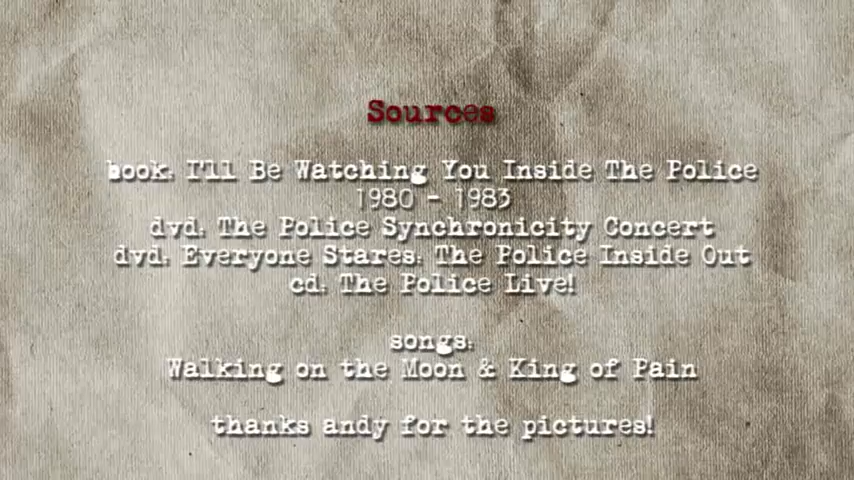 Sources
book: I'll Be Watching You Inside The Police
1980 - 1983
dvd: The Police Synchronicity Concert
dvd: Everyone Stares: The Police Inside Out
cd: The Police Live!
songs:
Walking on the Moon & King of Pain
thanks andy for the pictures!